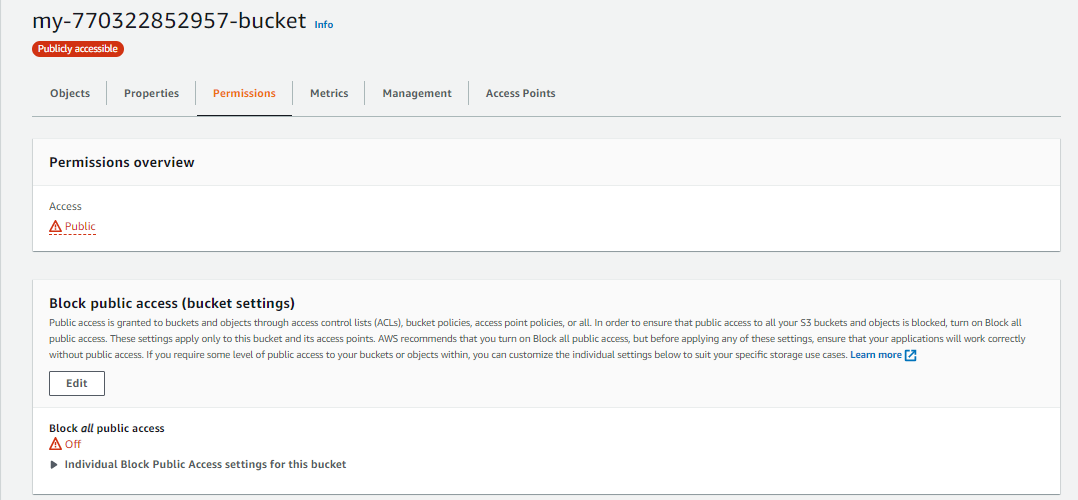 my-770322852957-bucket Info
Publicly accessible
Objects Properties Permissions Metrics Management Access Points
Permissions overview
Access
Public
Block public access (bucket settings)
Public access is granted to buckets and objects through access control lists (ACLs), bucket policies, access point policies, or all. In order to ensure that public access to all your S3 buckets and objects is blocked, turn on Block all
public access. These settings apply only to this bucket and its access points. AWS recommends that you turn on Block all public access, but before applying any of these settings, ensure that your applications will work correctly
without public access. If you require some level of public access to your buckets or objects within, you can customize the individual settings below to suit your specific storage use cases. Learn more
Edit
Block all public access
Off
Individual Block Public Access settings for this bucket